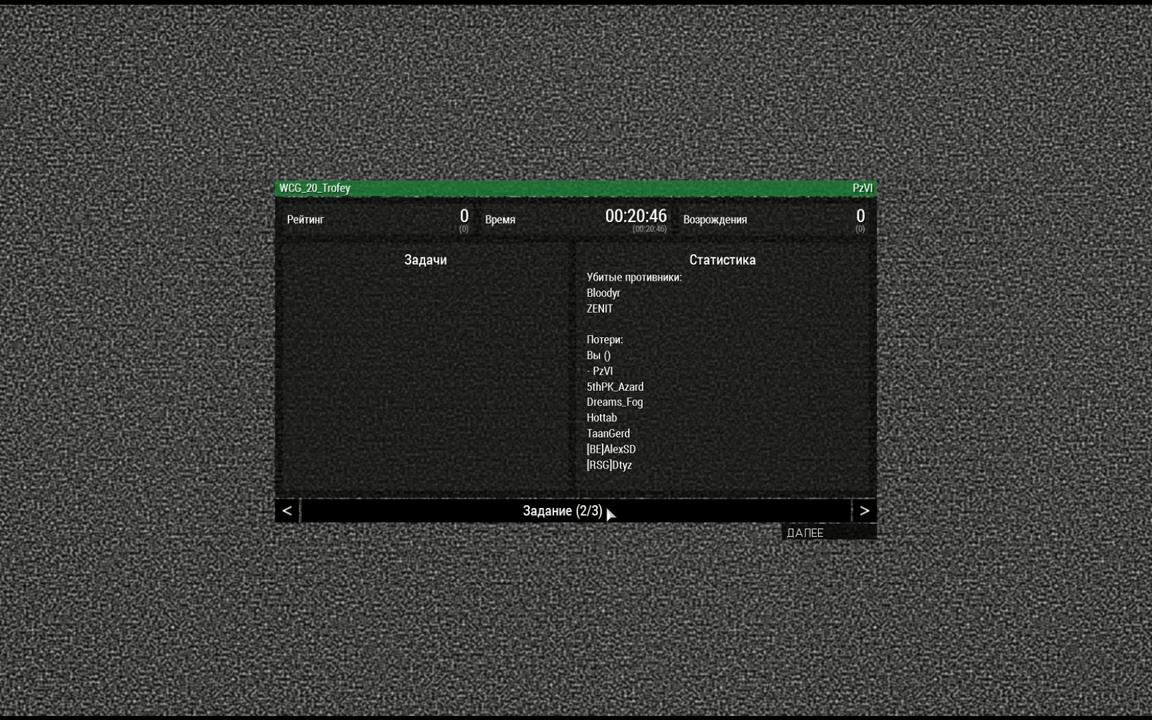 WCG_20_Trofey PzVI
Рейтинг 0 Время 00:20:46 Возрождения 0
(0) (00:20:46) (0)
Задачи
Статистика
Убитые противники:
Bloodyr
ZENIT
Потери:
Вы ()
- PzVI
5thPK_Azard
Dreams_Fog
Hottab
TaanGerd
[BE]AlexSD
[RSG]Dtyz
< Задание (2/3) >
ДАЛЕЕ